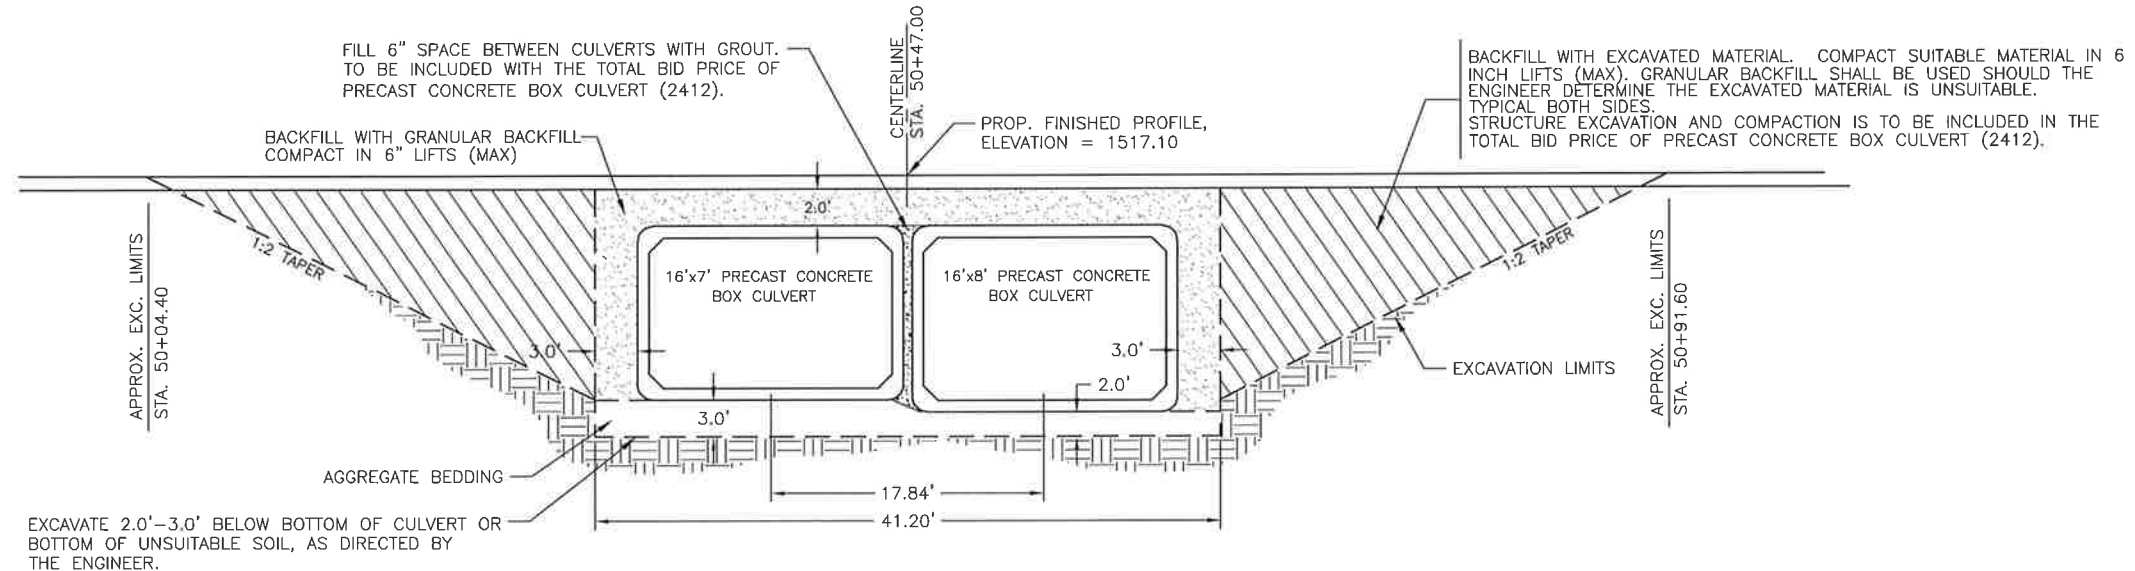 FILL 6" SPACE BETWEEN CULVERTS WITH GROUT.
TO BE INCLUDED WITH THE TOTAL BID PRICE OF
PRECAST CONCRETE BOX CULVERT (2412).
CENTERLINE
STA. 50+47.00
BACKFILL WITH EXCAVATED MATERIAL. COMPACT SUITABLE MATERIAL IN 6
INCH LIFTS (MAX). GRANULAR BACKFILL SHALL BE USED SHOULD THE
ENGINEER DETERMINE THE EXCAVATED MATERIAL IS UNSUITABLE.
TYPICAL BOTH SIDES.
STRUCTURE EXCAVATION AND COMPACTION IS TO BE INCLUDED IN THE
TOTAL BID PRICE OF PRECAST CONCRETE BOX CULVERT (2412).
BACKFILL WITH GRANULAR BACKFILL
COMPACT IN 6" LIFTS (MAX)
PROP. FINISHED PROFILE,
ELEVATION = 1517.10
2.0'
APPROX. EXC. LIMITS
STA. 50+04.40
1:2 TAPER
16'x7' PRECAST CONCRETE
BOX CULVERT
16'x8' PRECAST CONCRETE
BOX CULVERT
1:2 TAPER
APPROX. EXC. LIMITS
STA. 50+91.60
3.0'
3.0'
EXCAVATION LIMITS
2.0'
3.0'
AGGREGATE BEDDING
17.84'
41.20'
EXCAVATE 2.0'-3.0' BELOW BOTTOM OF CULVERT OR
BOTTOM OF UNSUITABLE SOIL, AS DIRECTED BY
THE ENGINEER.